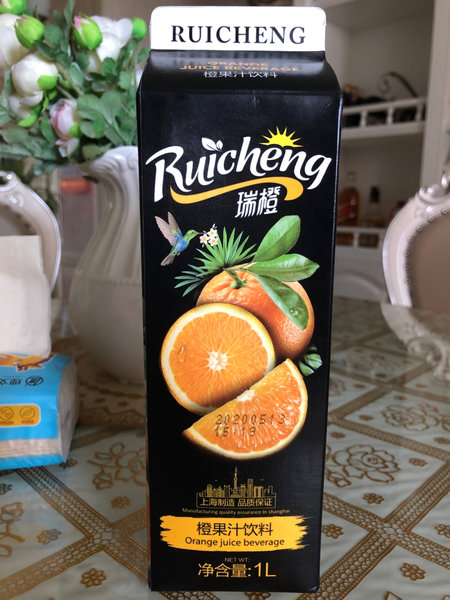 RUICHENG
ORANGE
JUICE BEVERAGE
橙果汁饮料
Ruicheng
瑞橙
20200513
15:19
上海制造 品质保证
Manufacturing quality assurance In shanghai
橙果汁饮料
Orange juice beverage
NET WT:
净含量:1L